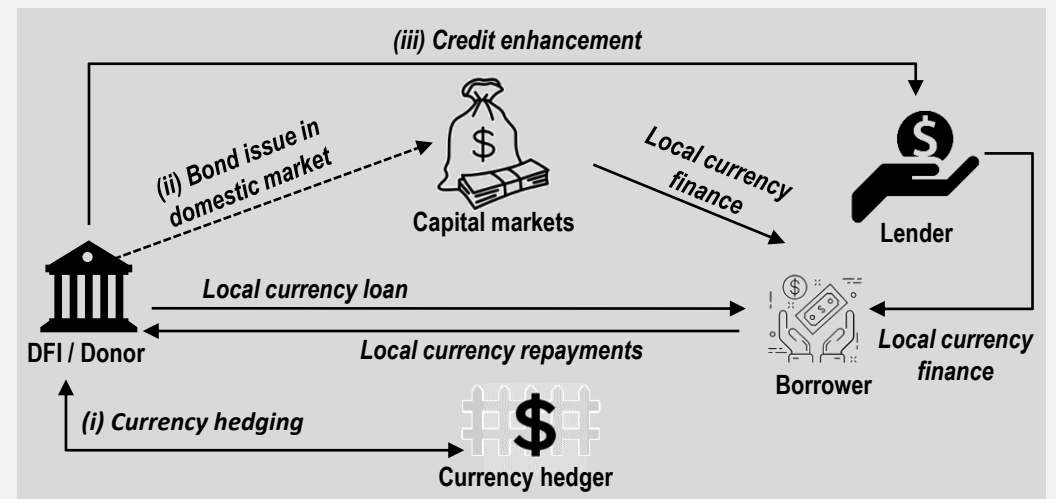 (iii) Credit enhancement
(ii) Bond issue in
domestic market
$
Capital markets
Local currency
finance
$
Lender
Local currency loan
DFI / Donor
Local currency repayments
$
$
Borrower
Local currency
finance
(i) Currency hedging
$
Currency hedger